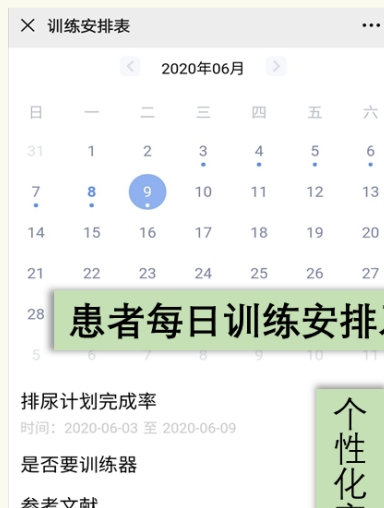 训练安排表
2020年06月
日 一 二 三 四 五 六
31 1 2 3 4 5 6
7 8 9 10 11 12 13
14 15 16 17 18 19 20
21 22 23 24 25 26 27
28
患者每日训练安排
5 6 7 8 9 10 11
排尿计划完成率
时间：2020-06-03 至 2020-06-09
是否要训练器
参考文献
个
性
化